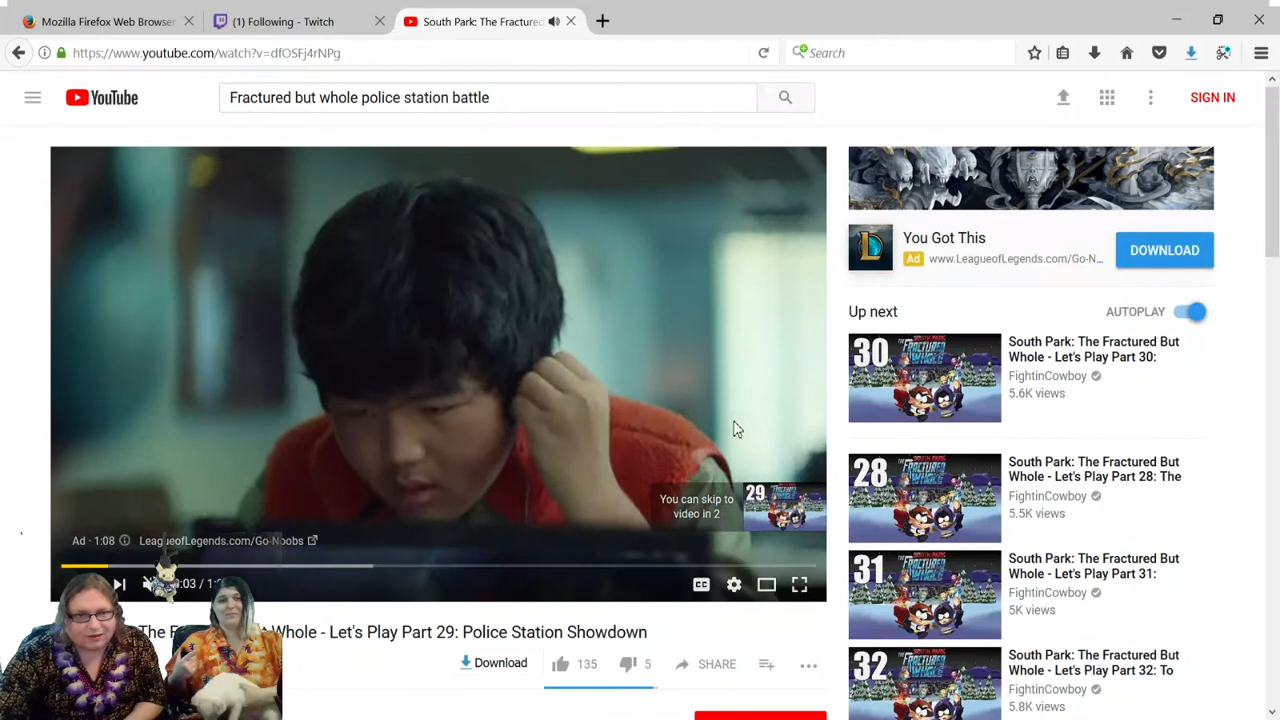 Mozilla Firefox Web Browser
(1) Following - Twitch
South Park: The Fractured
https://www.youtube.com/watch?v=dfOSFj4rNPg
Search
YouTube
Fractured but whole police station battle
SIGN IN
You Got This
Ad www.LeagueofLegends.com/Go-N...
DOWNLOAD
Up next
AUTOPLAY
30
South Park: The Fractured But
Whole - Let's Play Part 30:
FightinCowboy
5.6K views
28
South Park: The Fractured But
Whole - Let's Play Part 28: The
FightinCowboy
5.5K views
31
South Park: The Fractured But
Whole - Let's Play Part 31:
FightinCowboy
5K views
32
South Park: The Fractured But
Whole - Let's Play Part 32: To
FightinCowboy
5.8K views
You can skip to
video in 2
29
Ad · 1:08
LeagueofLegends.com/Go-Noobs
CC
Whole - Let's Play Part 29: Police Station Showdown
Download
135
5
SHARE